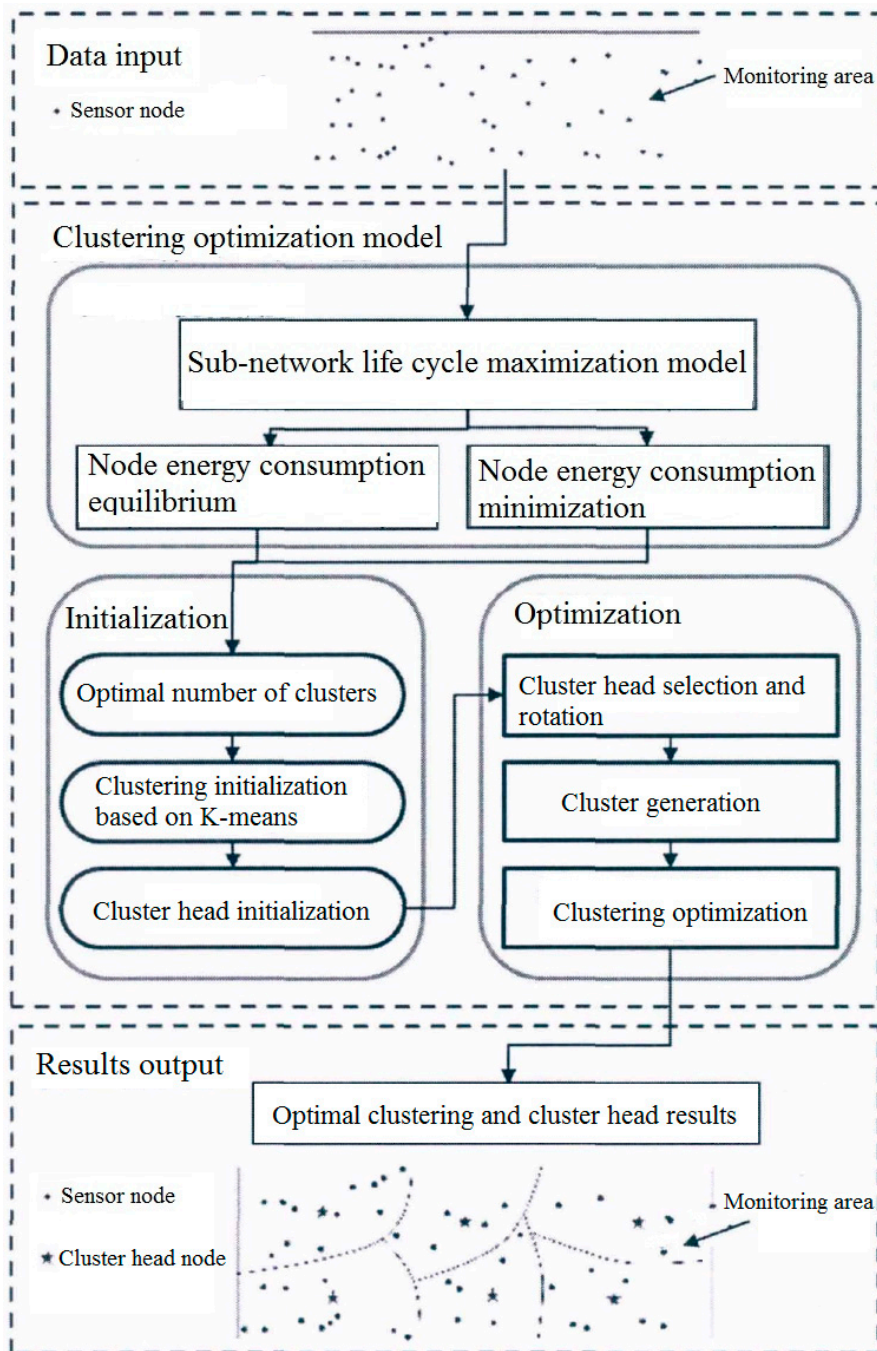 Data input
Monitoring area
Sensor node
Clustering optimization model
Sub-network life cycle maximization model
Node energy consumption
equilibrium
Node energy consumption
minimization
Initialization
Optimal number of clusters
Clustering initialization
based on K-means
Cluster head initialization
Optimization
Cluster head selection and
rotation
Cluster generation
Clustering optimization
Results output
Optimal clustering and cluster head results
Sensor node
Monitoring area
Cluster head node